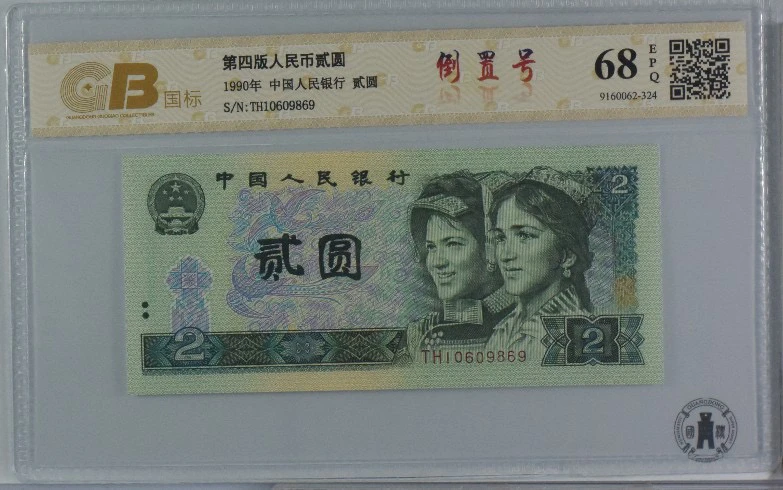 GB 国标
第四版人民币贰圆
1990年 中国人民银行 贰圆
S/N:TH10609869
倒置号
68 EPQ
9160062-324
中国人民银行
贰圆
2
2
2
TH10609869